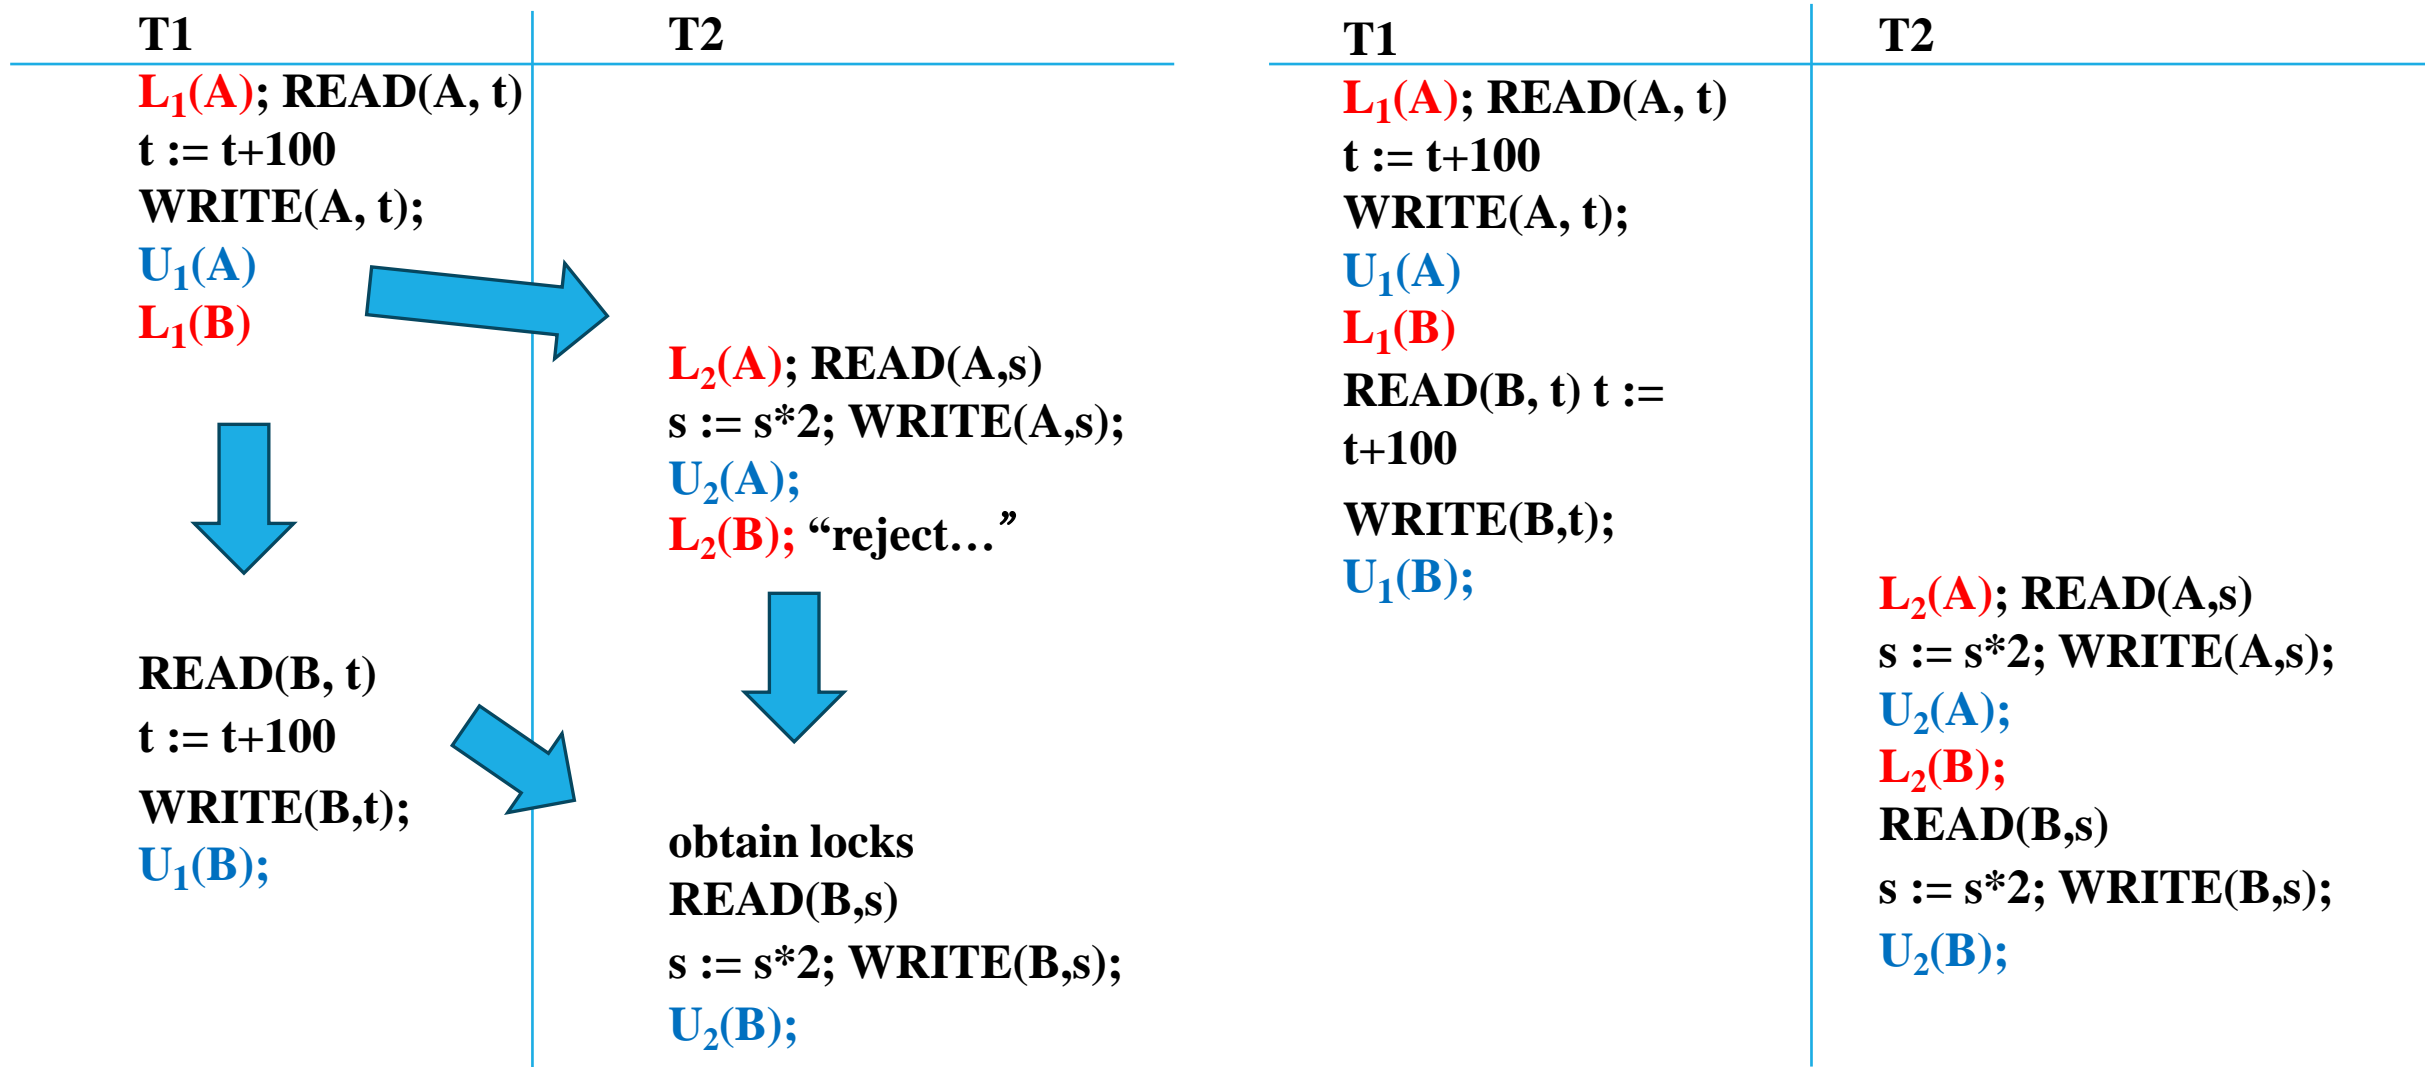 T1
L₁(A); READ(A, t)
t := t+100
WRITE(A, t);
U₁(A)
L₁(B)
READ(B, t)
t := t+100
WRITE(B,t);
U₁(B);
T2
L₂(A); READ(A,s)
s := s*2; WRITE(A,s);
U₂(A);
L₂(B); “reject…”
obtain locks
READ(B,s)
s := s*2; WRITE(B,s);
U₂(B);
T1
L₁(A); READ(A, t)
t := t+100
WRITE(A, t);
U₁(A)
L₁(B)
READ(B, t) t :=
t+100
WRITE(B,t);
U₁(B);
T2
L₂(A); READ(A,s)
s := s*2; WRITE(A,s);
U₂(A);
L₂(B);
READ(B,s)
s := s*2; WRITE(B,s);
U₂(B);